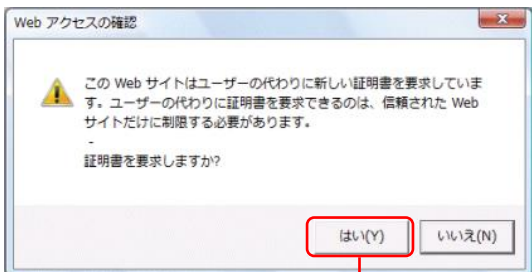 Web アクセスの確認
この Web サイトはユーザーの代わりに新しい証明書を要求していま
す。ユーザーの代わりに証明書を要求できるのは、信頼された Web
サイトだけに制限する必要があります。
-
証明書を要求しますか?
はい(Y)
いいえ(N)